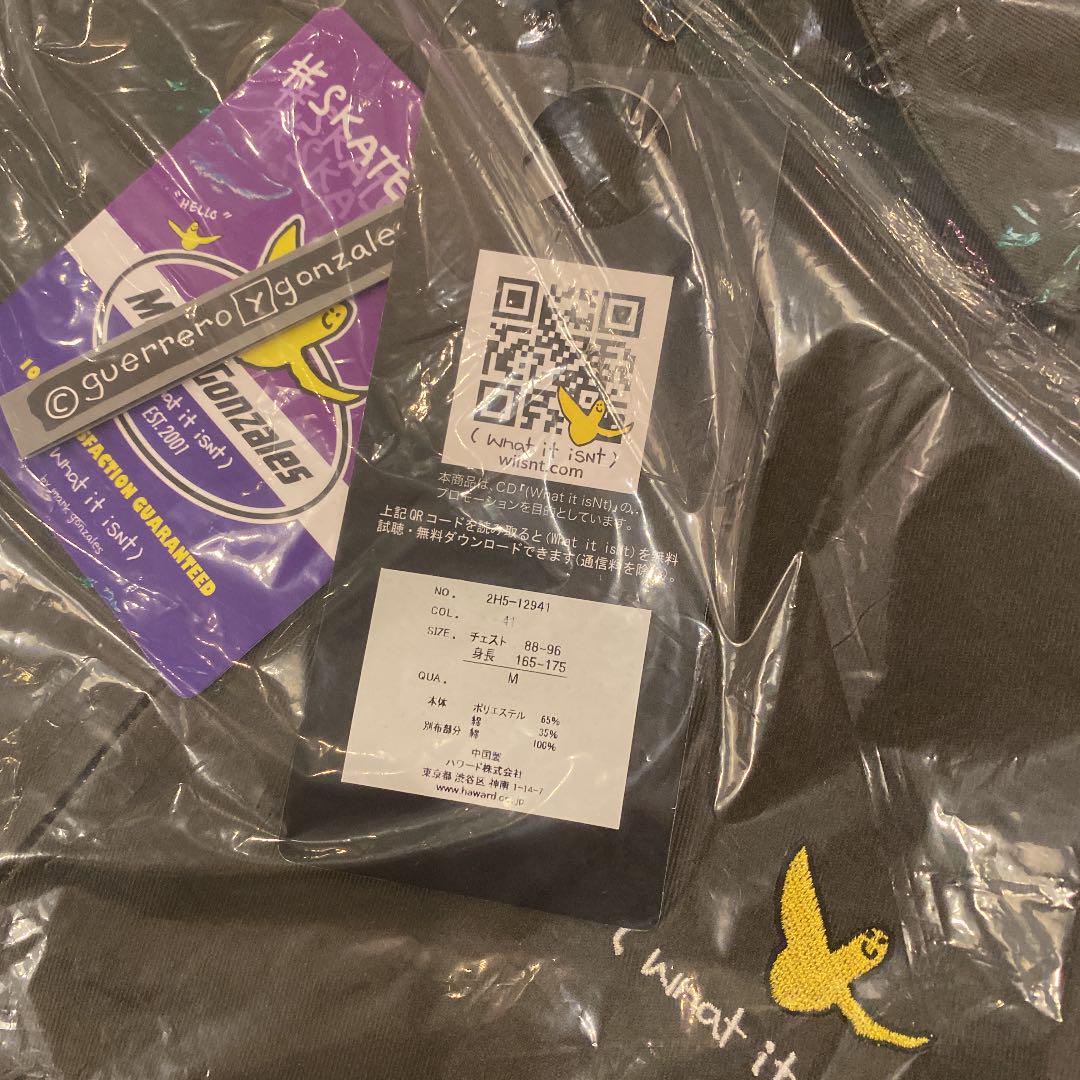 #SKATE
"HELLO"
©guerrero y gonzales
Gonzales
what it isNt)
EST.2001
SFACTION GUARANTEED
(What it isNt)
by mark gonzales
(What it isNt)
wiisnt.com
本商品は、CD「(What it isNt)」の、
プロモーションを目的としています。
上記QRコードを読み取ると(What it isNt)を無料
試聴・無料ダウンロードできます(通信料を除く)。
NO. 2H5-12941
COL. 41
SIZE. チェスト 88-96
身長 165-175
QUA. M
本体 ポリエステル 65%
綿 35%
別布部分 綿 100%
中国製
ハワード株式会社
東京都 渋谷区 神南 1-14-7
www.haward.co.jp
(What it